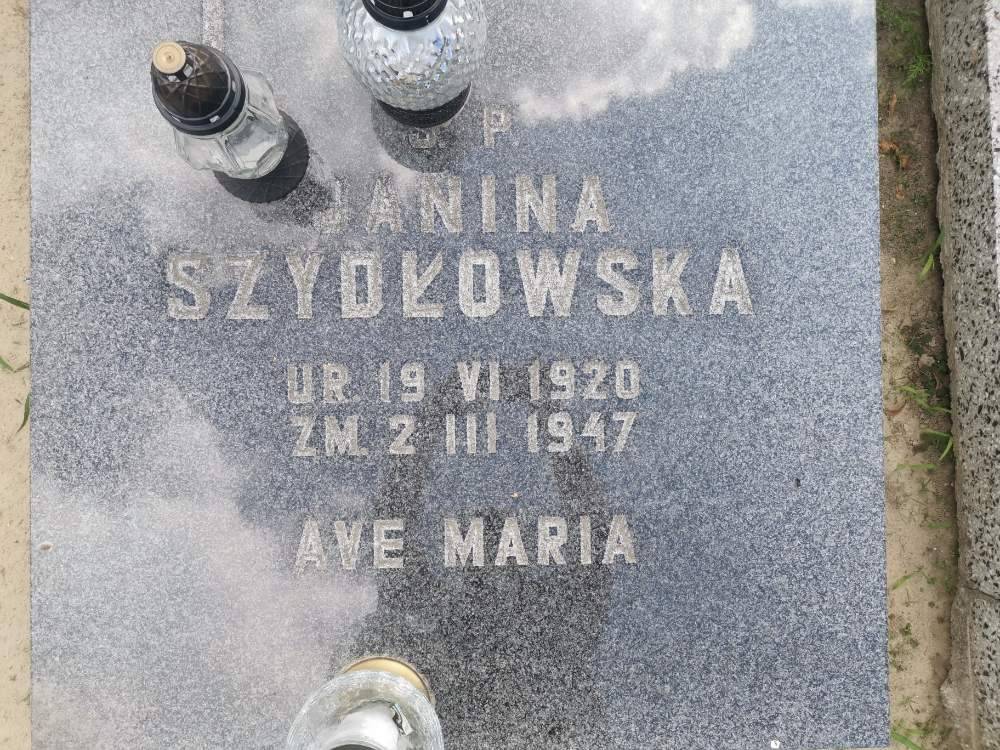 Ś. P.
JANINA
SZYDŁOWSKA
UR. 19 VI 1920
ZM. 2 III 1947
AVE MARIA